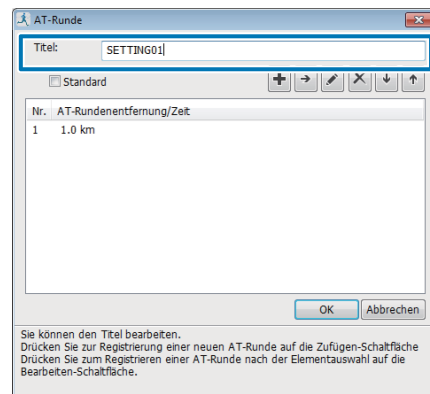 AT-Runde
Titel: SETTING01
Standard
Nr. AT-Rundenentfernung/Zeit
1 1.0 km
OK Abbrechen
Sie können den Titel bearbeiten.
Drücken Sie zur Registrierung einer neuen AT-Runde auf die Zufügen-Schaltfläche
Drücken Sie zum Registrieren einer AT-Runde nach der Elementauswahl auf die
Bearbeiten-Schaltfläche.